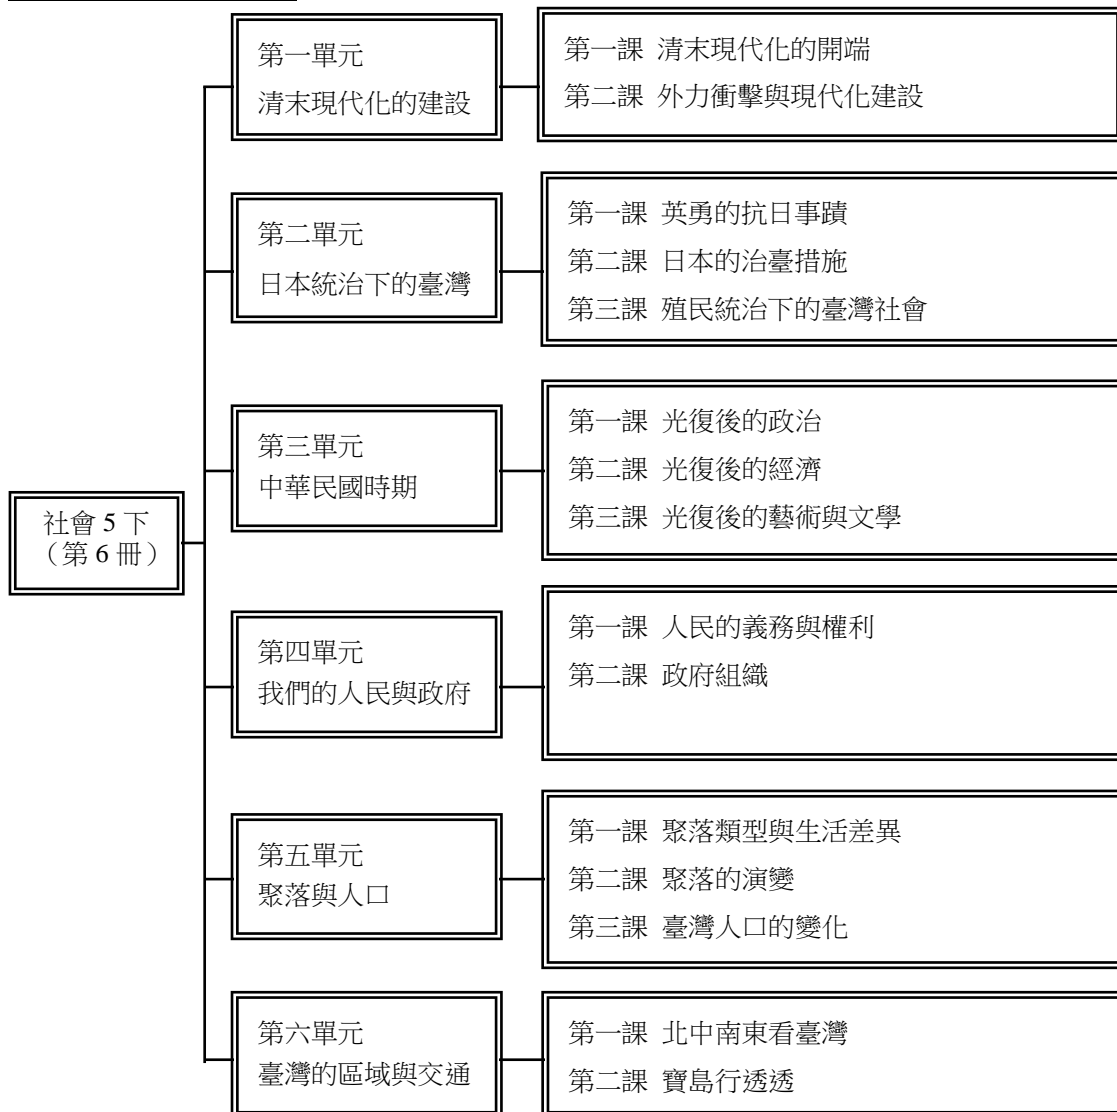 社會 5 下
（第 6 冊）
第一單元
清末現代化的建設
第一課 清末現代化的開端
第二課 外力衝擊與現代化建設
第二單元
日本統治下的臺灣
第一課 英勇的抗日事蹟
第二課 日本的治臺措施
第三課 殖民統治下的臺灣社會
第三單元
中華民國時期
第一課 光復後的政治
第二課 光復後的經濟
第三課 光復後的藝術與文學
第四單元
我們的人民與政府
第一課 人民的義務與權利
第二課 政府組織
第五單元
聚落與人口
第一課 聚落類型與生活差異
第二課 聚落的演變
第三課 臺灣人口的變化
第六單元
臺灣的區域與交通
第一課 北中南東看臺灣
第二課 寶島行透透